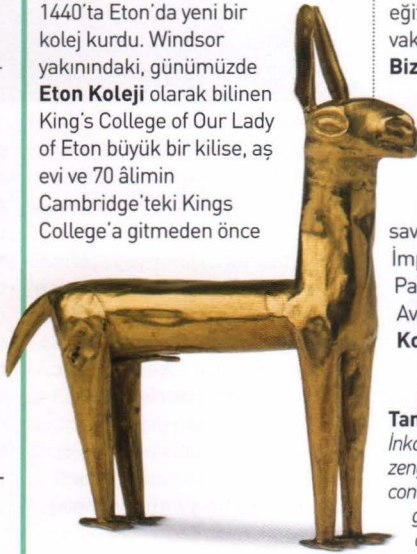 1440'ta Eton'da yeni bir
kolej kurdu. Windsor
yakınındaki, günümüzde
Eton Koleji olarak bilinen
King's College of Our Lady
of Eton büyük bir kilise, aş
evi ve 70 âlimin
Cambridge'teki Kings
College'a gitmeden önce
eği
vak
Biz
sav
İmp
Pa
Av
Ko
Tan
İnka
zen
con
g